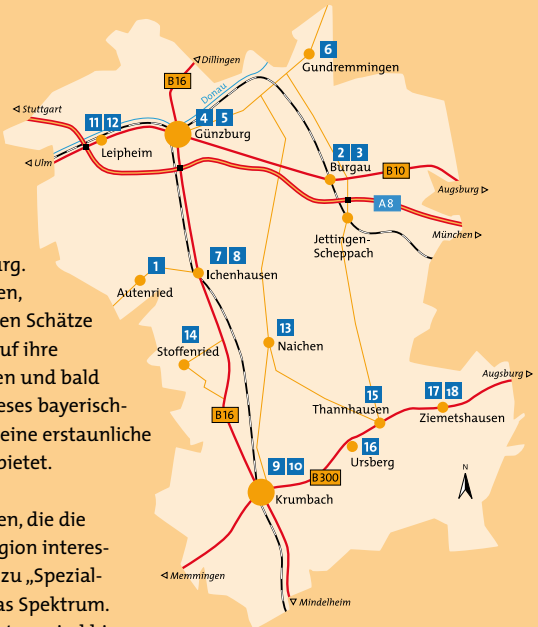 6
Gundremmingen
◁ Dillingen
B16
Donau
◁ Stuttgart
11 12
4 5
Günzburg
Leipheim
◁ Ulm
2 3
Burgau
B10
Augsburg ▷
A8
München ▷
Jettingen-
Scheppach
7 8
Ichenhausen
1
Autenried
14
Stoffenried
13
Naichen
Augsburg ▷
15
Thannhausen
17 18
Ziemetshausen
B16
16
Ursberg
B300
9 10
Krumbach
N
◁ Memmingen
▽ Mindelheim
urg.
en,
en Schätze
uf ihre
en und bald
eses bayerisch-
eine erstaunliche
bietet.
en, die die
gion interes-
zu „Spezial-
as Spektrum.